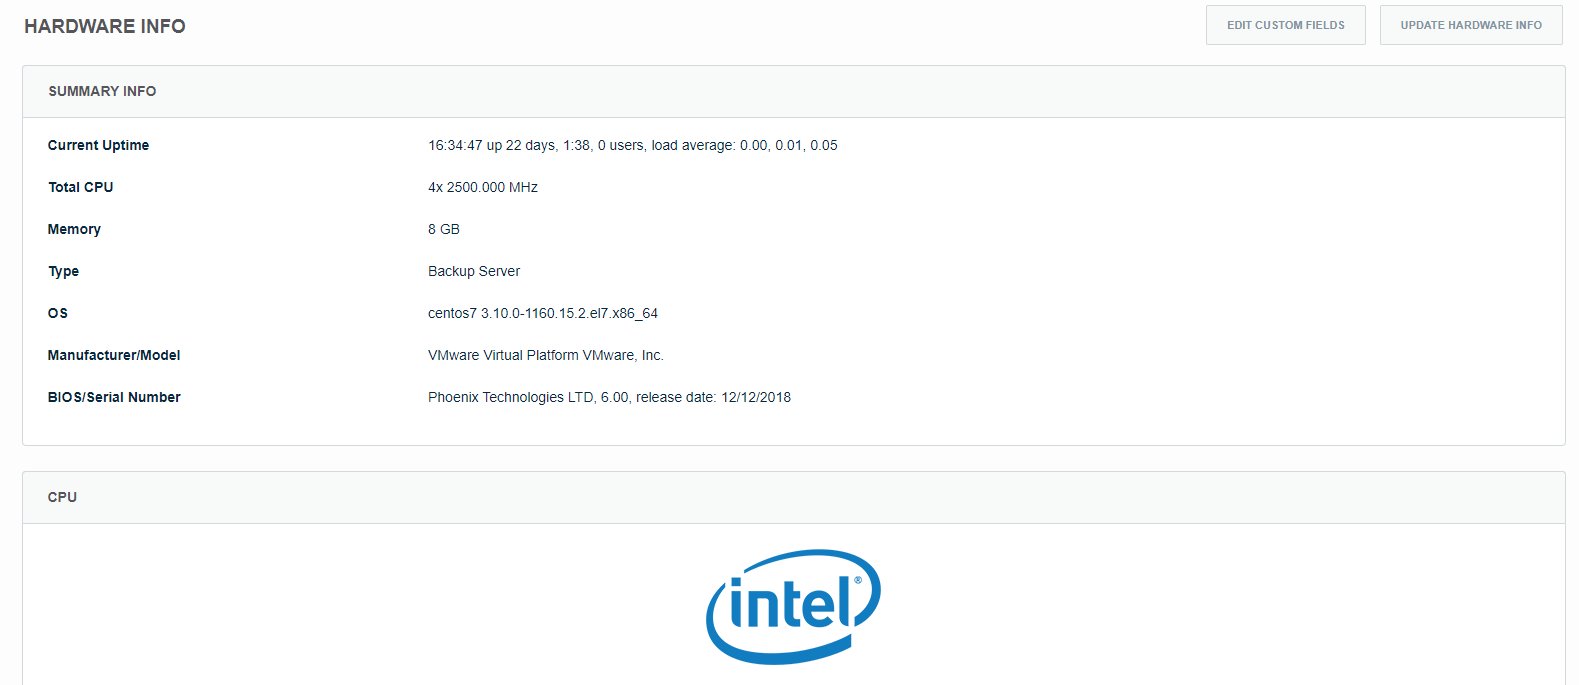 HARDWARE INFO
EDIT CUSTOM FIELDS
UPDATE HARDWARE INFO
SUMMARY INFO
Current Uptime 16:34:47 up 22 days, 1:38, 0 users, load average: 0.00, 0.01, 0.05
Total CPU 4x 2500.000 MHz
Memory 8 GB
Type Backup Server
OS centos7 3.10.0-1160.15.2.el7.x86_64
Manufacturer/Model VMware Virtual Platform VMware, Inc.
BIOS/Serial Number Phoenix Technologies LTD, 6.00, release date: 12/12/2018
CPU
intel®